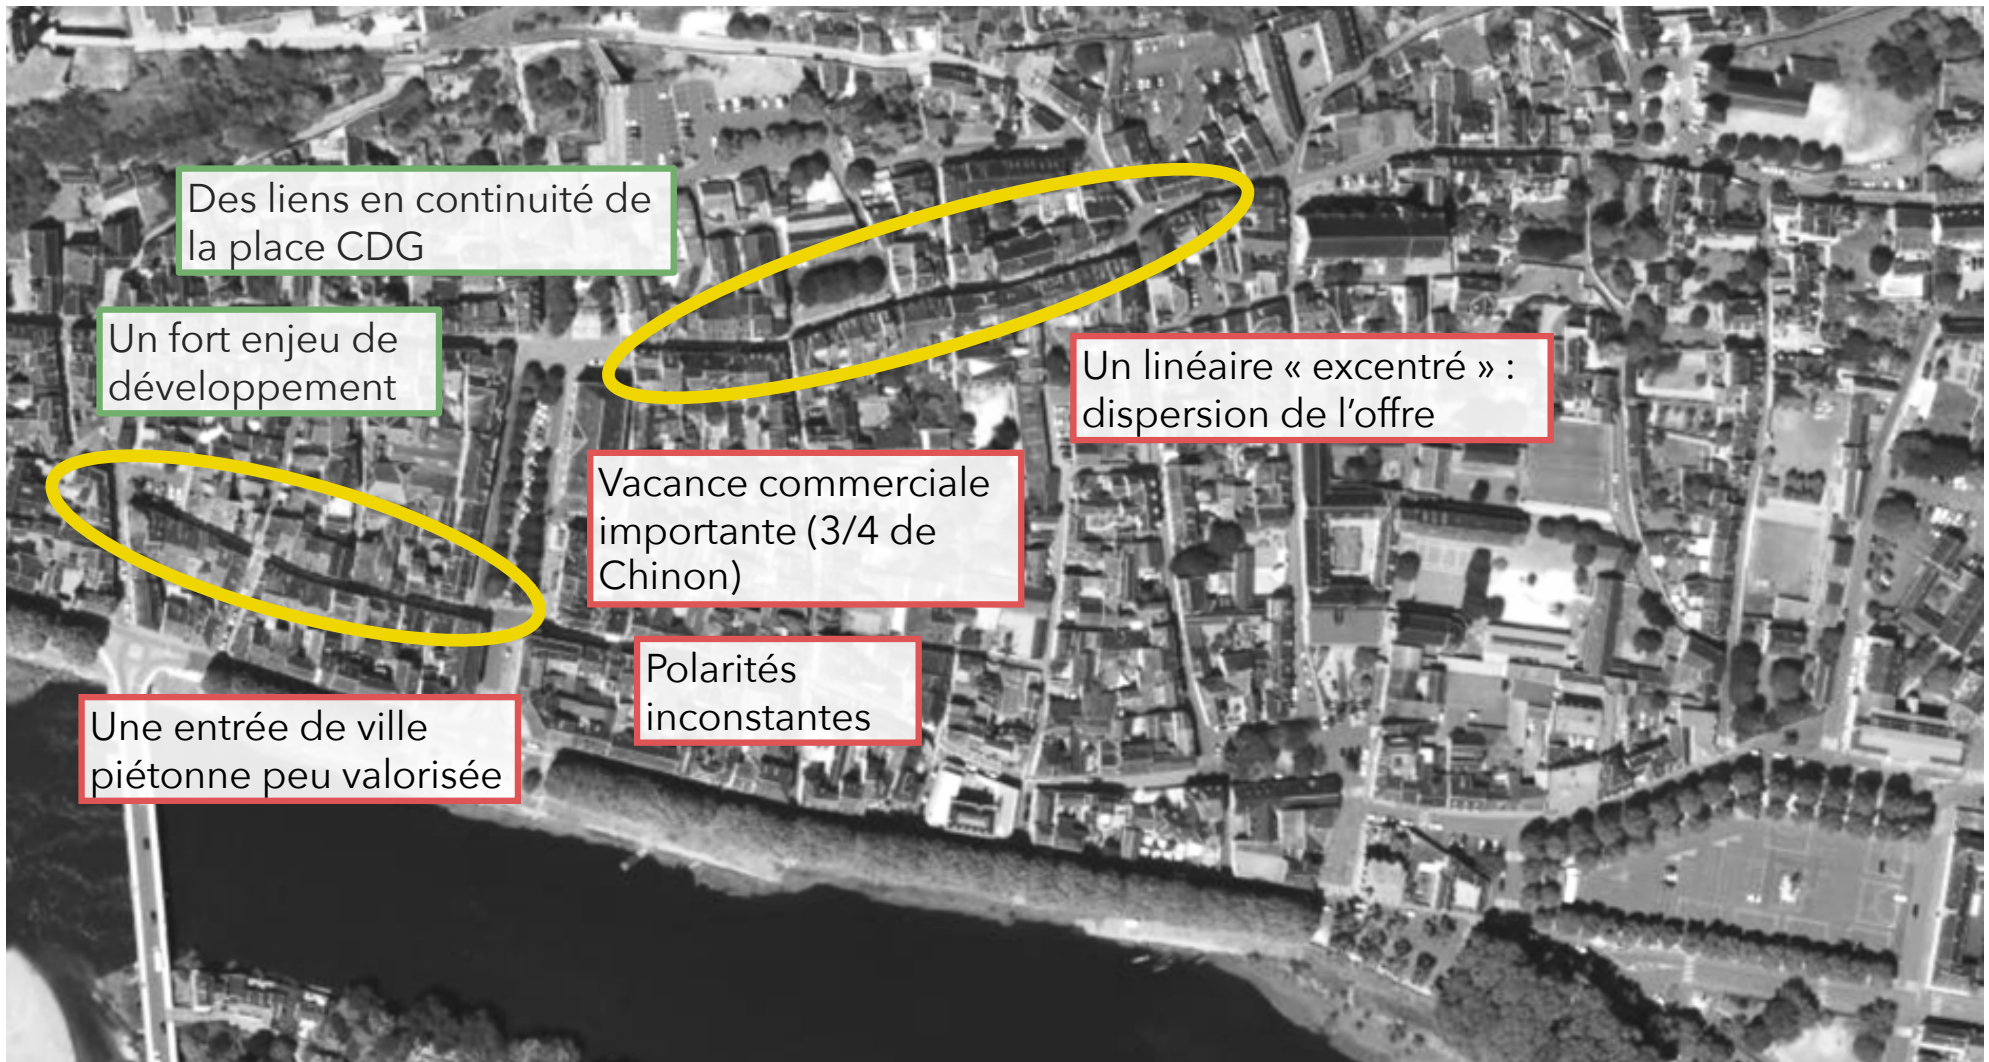 Des liens en continuité de
la place CDG
Un fort enjeu de
développement
Un linéaire « excentré » :
dispersion de l’offre
Vacance commerciale
importante (3/4 de
Chinon)
Polarités
inconstantes
Une entrée de ville
piétonne peu valorisée